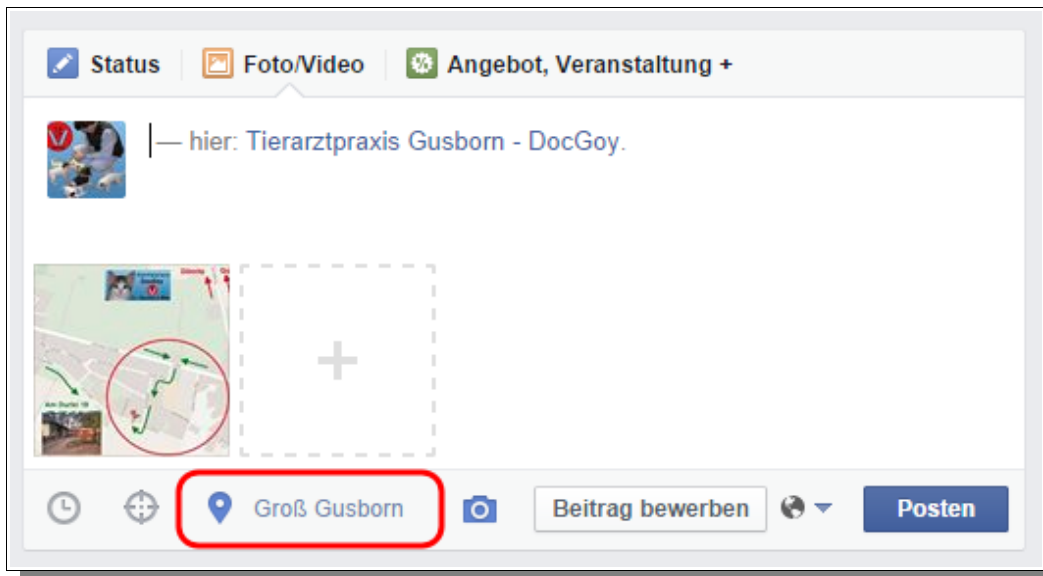 Status
Foto/Video
Angebot, Veranstaltung +
— hier: Tierarztpraxis Gusborn - DocGoy.
Groß Gusborn
Beitrag bewerben
Posten